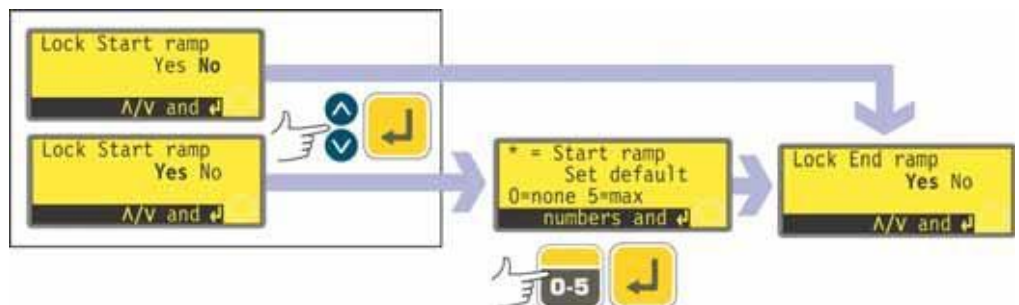 Lock Start ramp
Yes No
∧/∨ and ↵
Lock Start ramp
Yes No
∧/∨ and ↵
* = Start ramp
Set default
0=none 5=max
numbers and ↵
0-5
Lock End ramp
Yes No
∧/∨ and ↵